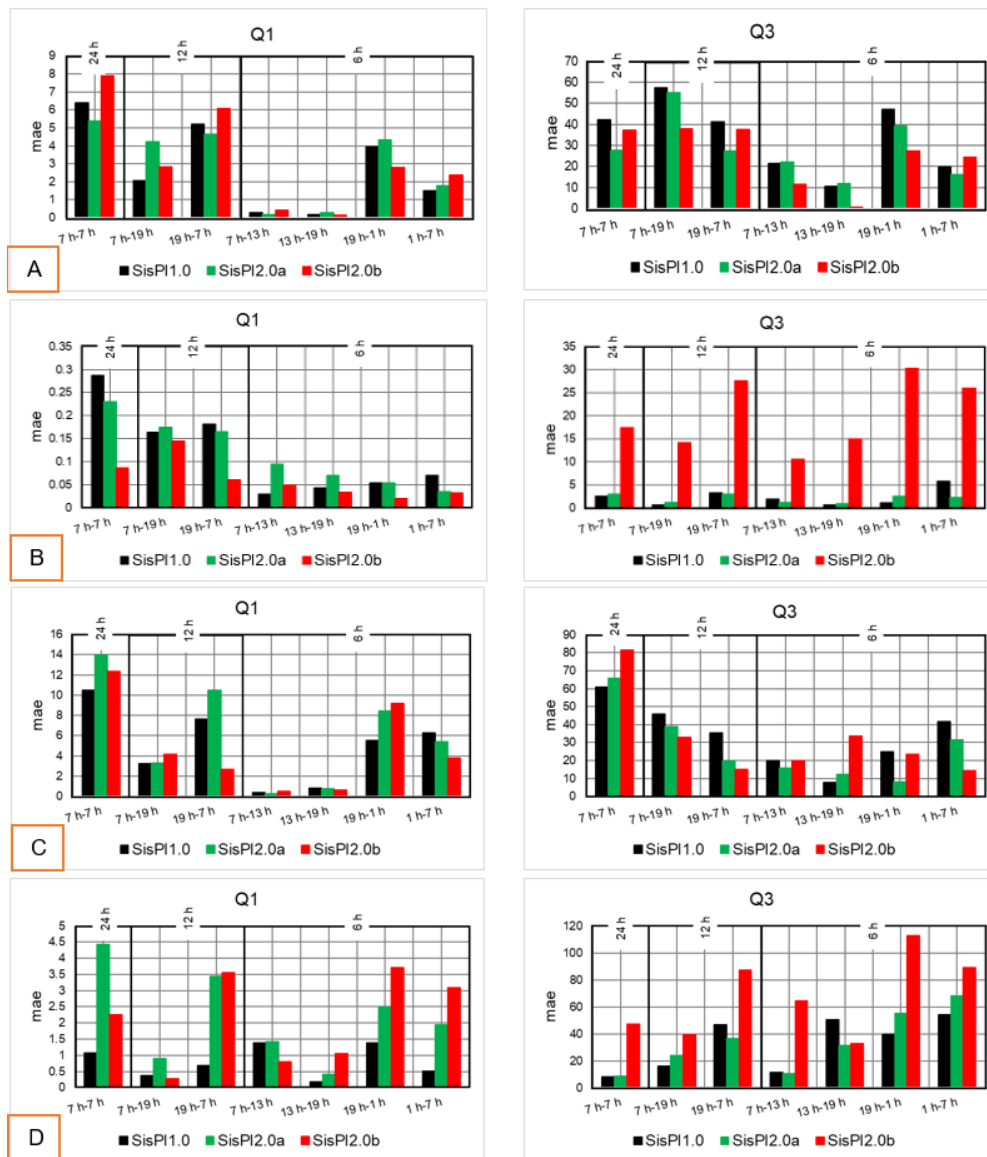 Q1
24 h
12 h
6 h
mae
9
8
7
6
5
4
3
2
1
0
7 h-7 h
7 h-19 h
19 h-7 h
7 h-13 h
13 h-19 h
19 h-1 h
1 h-7 h
SisPI1.0 SisPI2.0a SisPI2.0b
A
Q3
24 h
12 h
6 h
mae
70
60
50
40
30
20
10
0
7 h-7 h
7 h-19 h
19 h-7 h
7 h-13 h
13 h-19 h
19 h-1 h
1 h-7 h
SisPI1.0 SisPI2.0a SisPI2.0b
Q1
24 h
12 h
6 h
mae
0.35
0.3
0.25
0.2
0.15
0.1
0.05
0
7 h-7 h
7 h-19 h
19 h-7 h
7 h-13 h
13 h-19 h
19 h-1 h
1 h-7 h
SisPI1.0 SisPI2.0a SisPI2.0b
B
Q3
24 h
12 h
6 h
mae
35
30
25
20
15
10
5
0
7 h-7 h
7 h-19 h
19 h-7 h
7 h-13 h
13 h-19 h
19 h-1 h
1 h-7 h
SisPI1.0 SisPI2.0a SisPI2.0b
Q1
24 h
12 h
6 h
mae
16
14
12
10
8
6
4
2
0
7 h-7 h
7 h-19 h
19 h-7 h
7 h-13 h
13 h-19 h
19 h-1 h
1 h-7 h
SisPI1.0 SisPI2.0a SisPI2.0b
C
Q3
24 h
12 h
6 h
mae
90
80
70
60
50
40
30
20
10
0
7 h-7 h
7 h-19 h
19 h-7 h
7 h-13 h
13 h-19 h
19 h-1 h
1 h-7 h
SisPI1.0 SisPI2.0a SisPI2.0b
Q1
24 h
12 h
6 h
mae
5
4.5
4
3.5
3
2.5
2
1.5
1
0.5
0
7 h-7 h
7 h-19 h
19 h-7 h
7 h-13 h
13 h-19 h
19 h-1 h
1 h-7 h
SisPI1.0 SisPI2.0a SisPI2.0b
D
Q3
24 h
12 h
6 h
mae
120
100
80
60
40
20
0
7 h-7 h
7 h-19 h
19 h-7 h
7 h-13 h
13 h-19 h
19 h-1 h
1 h-7 h
SisPI1.0 SisPI2.0a SisPI2.0b